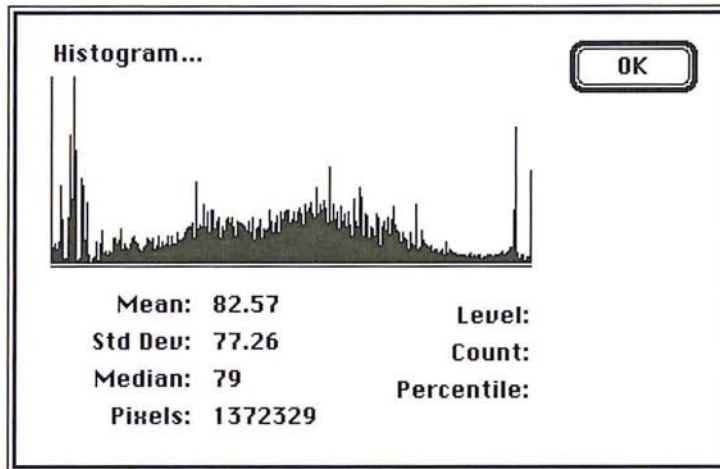 Histogram...
OK
Mean: 82.57
Std Dev: 77.26
Median: 79
Pixels: 1372329
Level:
Count:
Percentile: